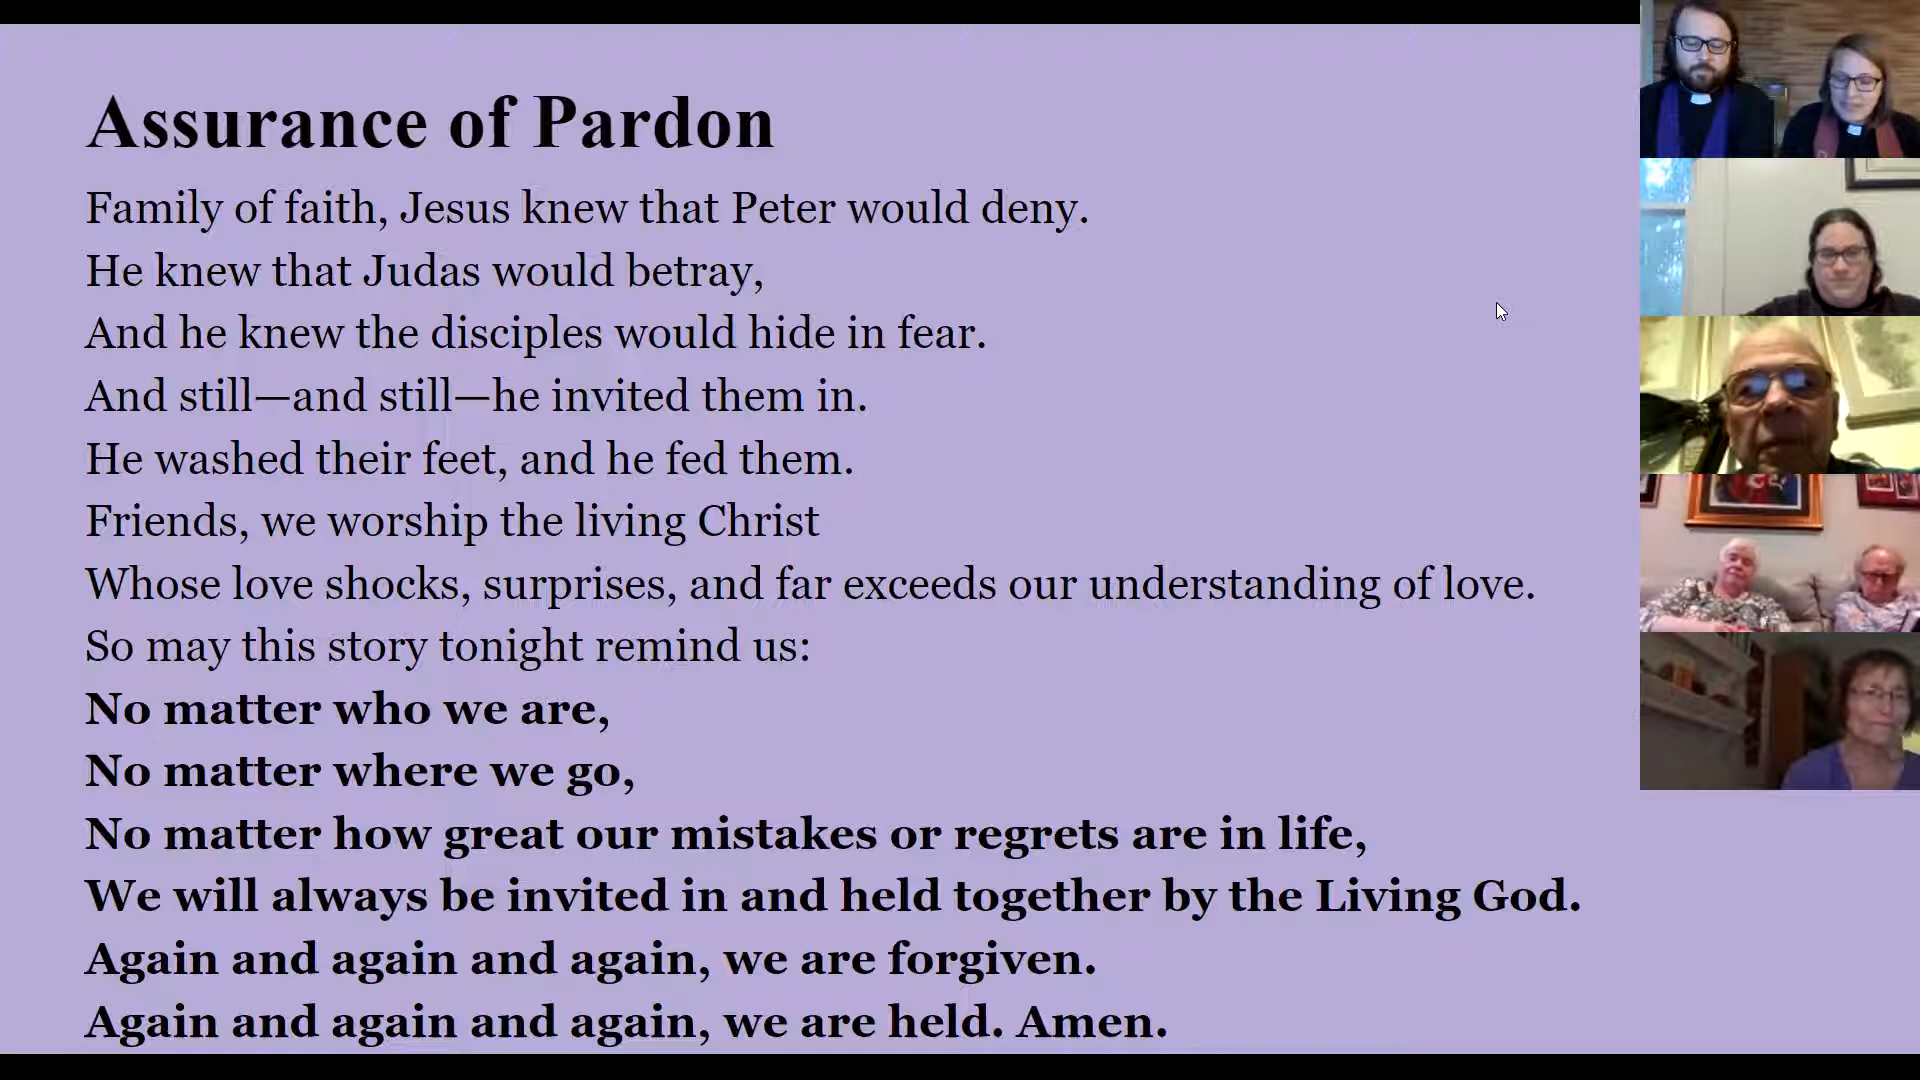 Assurance of Pardon
Family of faith, Jesus knew that Peter would deny.
He knew that Judas would betray,
And he knew the disciples would hide in fear.
And still—and still—he invited them in.
He washed their feet, and he fed them.
Friends, we worship the living Christ
Whose love shocks, surprises, and far exceeds our understanding of love.
So may this story tonight remind us:
No matter who we are,
No matter where we go,
No matter how great our mistakes or regrets are in life,
We will always be invited in and held together by the Living God.
Again and again and again, we are forgiven.
Again and again and again, we are held. Amen.